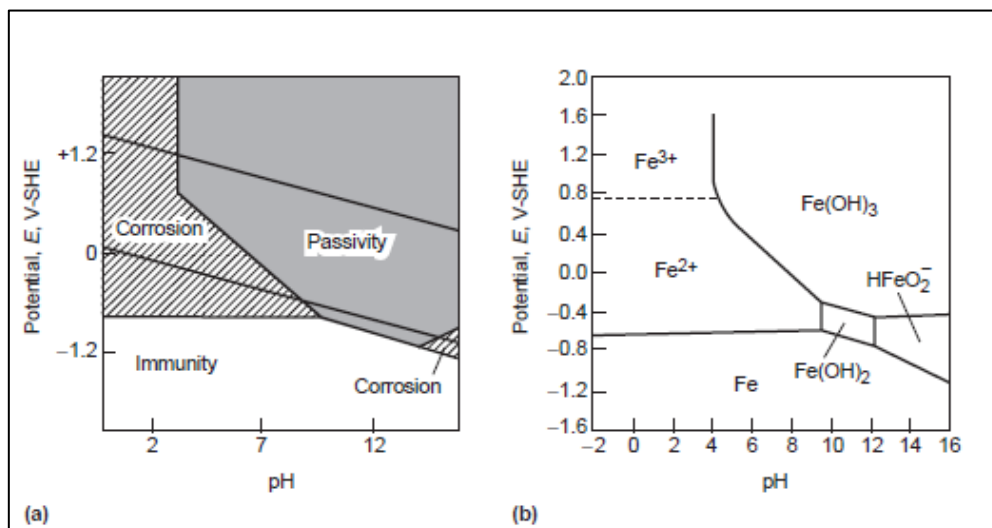 Potential, E, V-SHE
+1.2
0
−1.2
Corrosion
Passivity
Immunity
Corrosion
2 7 12
pH
(a)
Potential, E, V-SHE
2.0
1.6
1.2
0.8
0.4
0.0
−0.4
−0.8
−1.2
−1.6
Fe³⁺
Fe(OH)₃
Fe²⁺
HFeO₂⁻
Fe(OH)₂
Fe
−2 0 2 4 6 8 10 12 14 16
pH
(b)